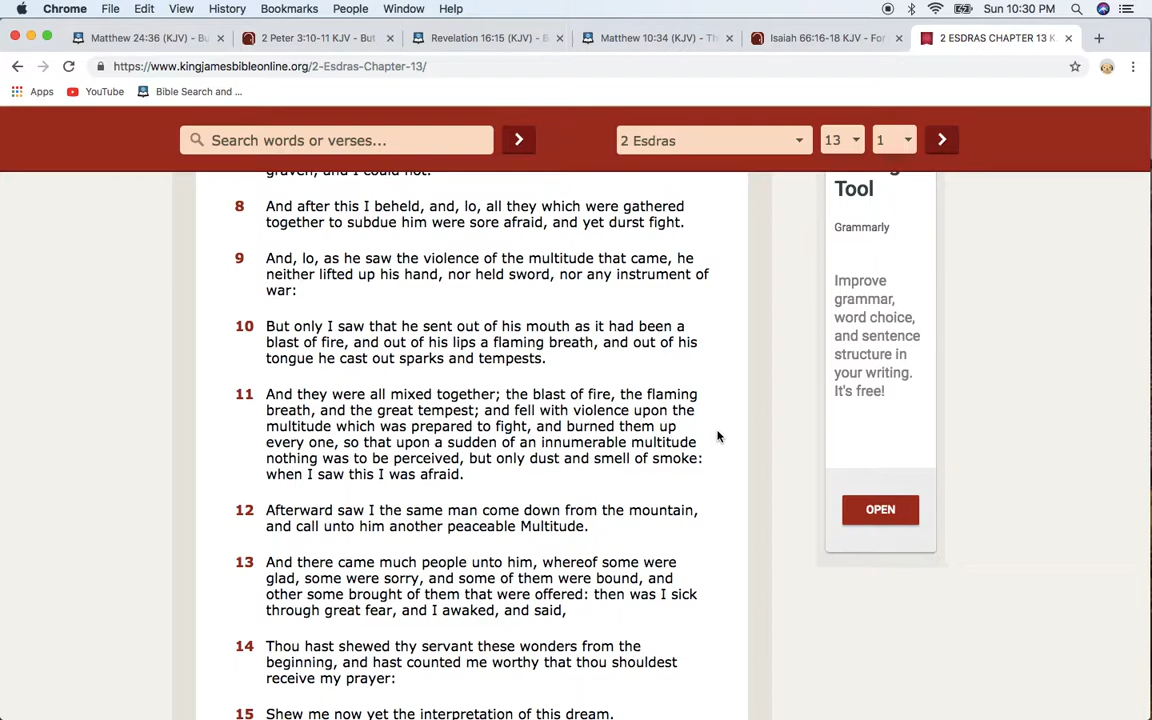 Chrome File Edit View History Bookmarks People Window Help Sun 10:30 PM
Matthew 24:36 (KJV) - Bu × 2 Peter 3:10-11 KJV - But × Revelation 16:15 (KJV) - B × Matthew 10:34 (KJV) - Th × Isaiah 66:16-18 KJV - For × 2 ESDRAS CHAPTER 13 K ×
https://www.kingjamesbibleonline.org/2-Esdras-Chapter-13/
Apps YouTube Bible Search and ...
Search words or verses... 2 Esdras 13 1
graven, and I could not.
8 And after this I beheld, and, lo, all they which were gathered
together to subdue him were sore afraid, and yet durst fight.
9 And, lo, as he saw the violence of the multitude that came, he
neither lifted up his hand, nor held sword, nor any instrument of
war:
10 But only I saw that he sent out of his mouth as it had been a
blast of fire, and out of his lips a flaming breath, and out of his
tongue he cast out sparks and tempests.
11 And they were all mixed together; the blast of fire, the flaming
breath, and the great tempest; and fell with violence upon the
multitude which was prepared to fight, and burned them up
every one, so that upon a sudden of an innumerable multitude
nothing was to be perceived, but only dust and smell of smoke:
when I saw this I was afraid.
12 Afterward saw I the same man come down from the mountain,
and call unto him another peaceable Multitude.
13 And there came much people unto him, whereof some were
glad, some were sorry, and some of them were bound, and
other some brought of them that were offered: then was I sick
through great fear, and I awaked, and said,
14 Thou hast shewed thy servant these wonders from the
beginning, and hast counted me worthy that thou shouldest
receive my prayer:
15 Shew me now yet the interpretation of this dream.
Tool
Grammarly
Improve
grammar,
word choice,
and sentence
structure in
your writing.
It's free!
OPEN